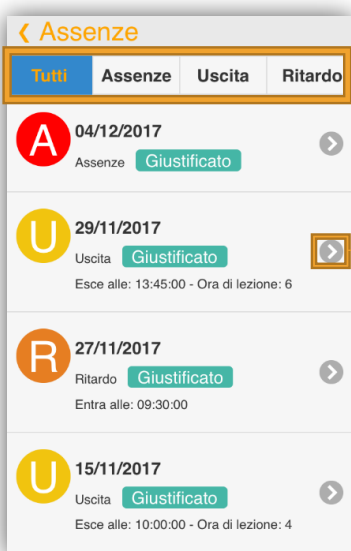 ❮ Assenze
Tutti Assenze Uscita Ritardo
A 04/12/2017
Assenze Giustificato
U 29/11/2017
Uscita Giustificato
Esce alle: 13:45:00 - Ora di lezione: 6
R 27/11/2017
Ritardo Giustificato
Entra alle: 09:30:00
U 15/11/2017
Uscita Giustificato
Esce alle: 10:00:00 - Ora di lezione: 4